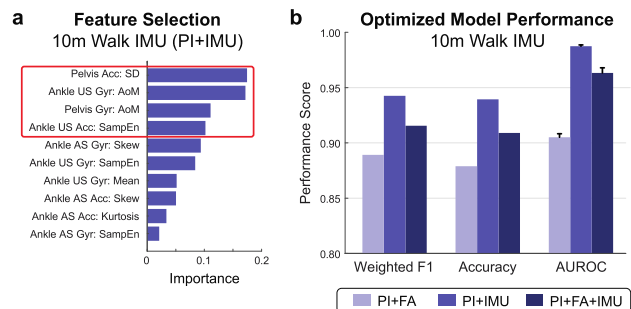 a
Feature Selection
10m Walk IMU (PI+IMU)
Pelvis Acc: SD
Ankle US Gyr: AoM
Pelvis Gyr: AoM
Ankle US Acc: SampEn
Ankle AS Gyr: Skew
Ankle US Gyr: SampEn
Ankle US Gyr: Mean
Ankle AS Acc: Skew
Ankle AS Acc: Kurtosis
Ankle AS Gyr: SampEn
0
0.1
0.2
Importance
b
Optimized Model Performance
10m Walk IMU
Performance Score
1.00
0.95
0.90
0.85
0.80
Weighted F1
Accuracy
AUROC
PI+FA
PI+IMU
PI+FA+IMU